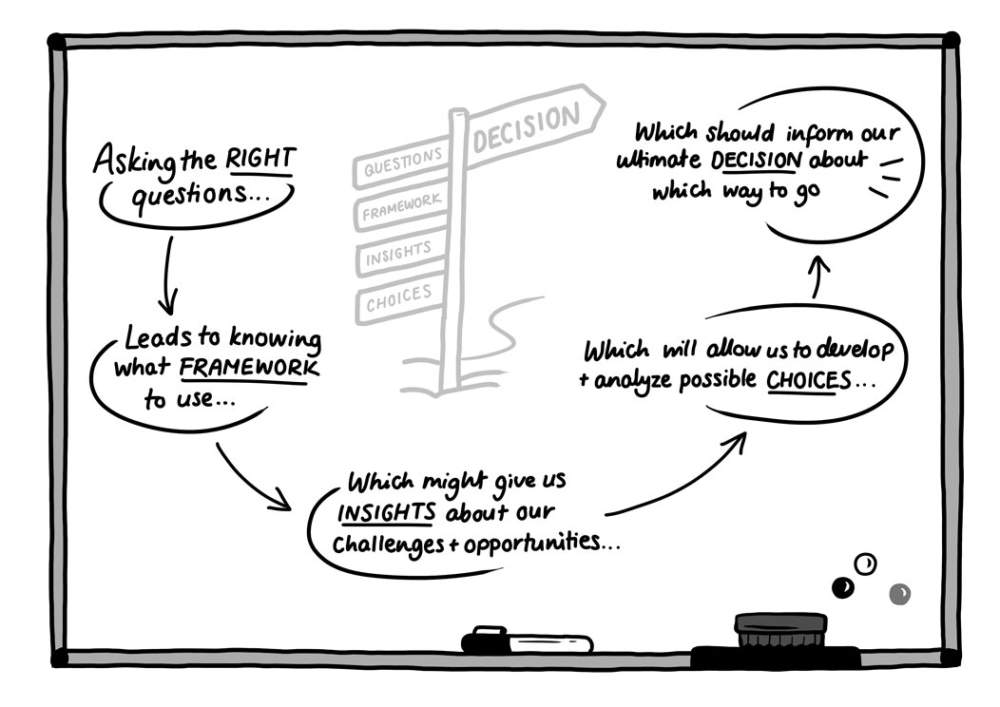 Asking the RIGHT
questions...
Leads to knowing
what FRAMEWORK
to use...
Which might give us
INSIGHTS about our
challenges + opportunities...
Which will allow us to develop
+ analyze possible CHOICES...
Which should inform our
ultimate DECISION about
which way to go
DECISION
QUESTIONS
FRAMEWORK
INSIGHTS
CHOICES